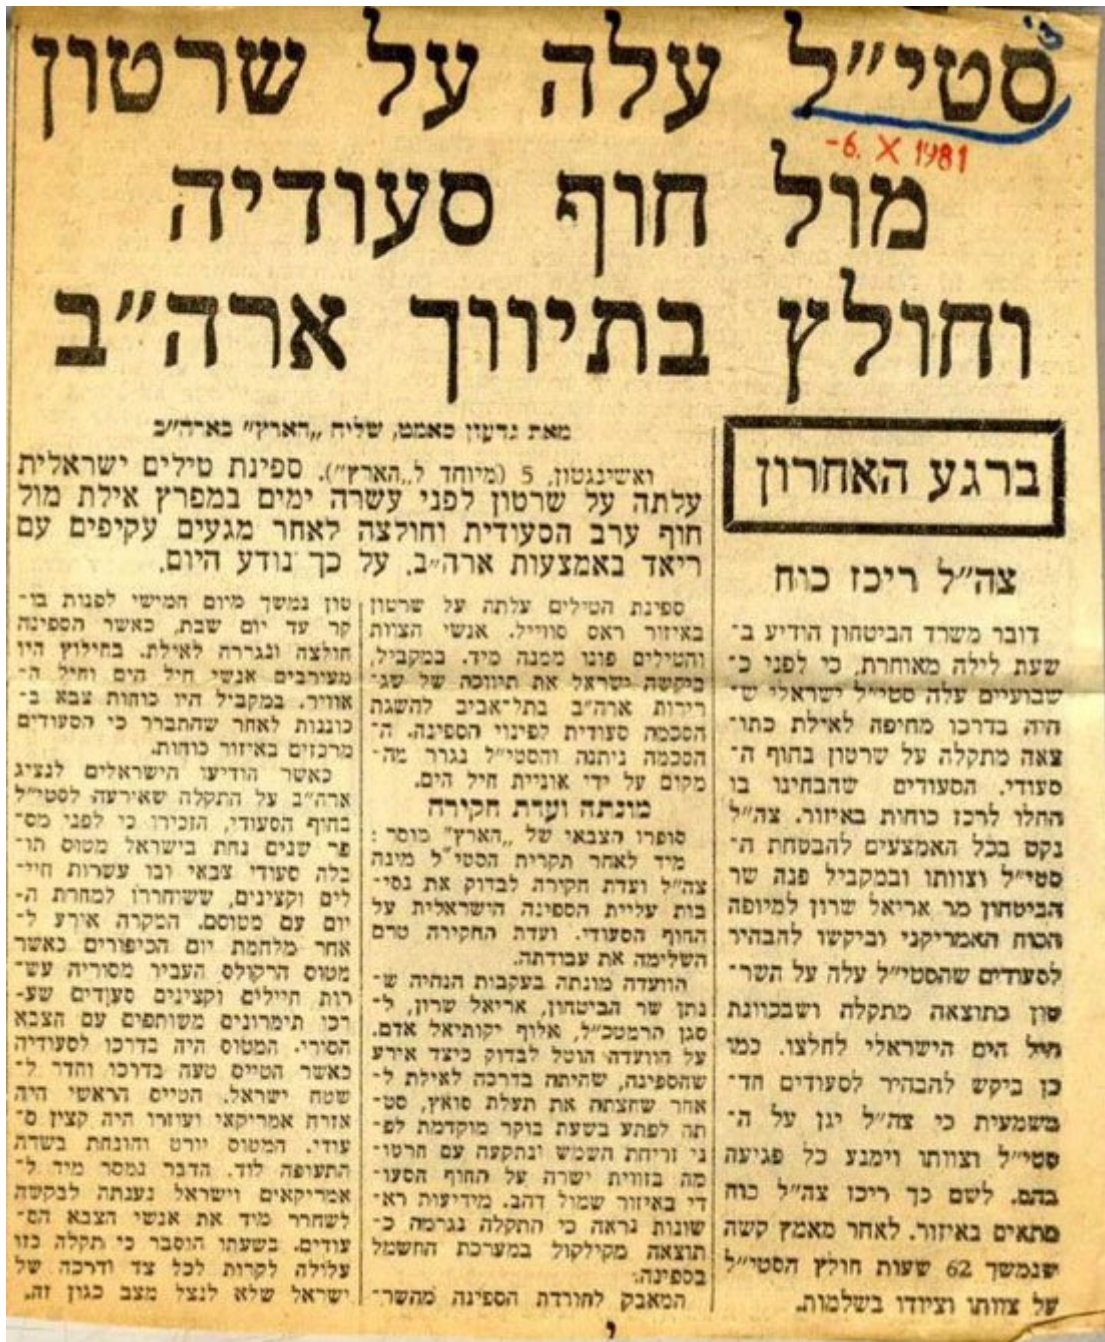 סטי״ל עלה על שרטון
-6. X 1981
מול חוף סעודיה
וחולץ בתיווך ארה״ב
ברגע האחרון
צה״ל ריכז כוח
דובר משרד הבטחון הודיע ב־
שעת לילה מאוחרת, כי לפני כ־
שבועיים עלה סטי״ל ישראלי ש־
היה בדרכו מחיפה לאילת כתו־
צאה מתקלה על שרטון בחוף ה־
סעודי. הסעודים שהבחינו בו
החלו לרכז כוחות באיזור. צה״ל
נקט בכל האמצעים להבטחת ה־
סטי״ל וצוותו ובמקביל פנה שר
הביטחון מר אריאל שרון למיופה
הכוח האמריקני וביקשו להבהיר
לסעודים שהסטי״ל עלה על תשר־
טון כתוצאה מתקלה ושבכוונת
חיל הים הישראלי לחלצו. כמו
כן ביקש להבהיר לסעודים חד־
משמעית כי צה״ל יגן על ה־
סטי״ל וצוותו וימנע כל פגיעה
בהם. לשם כך ריכז צה״ל כוח
מתאים באיזור. לאחר מאמץ קשה
שנמשך 62 שעות חולץ הסטי״ל
על צוותו וציודו בשלמות.
מאת גדעון סאמט, שליח „הארץ״ בארה״ב
ואשינגטון, 5 (מיוחד ל„הארץ״). ספינת טילים ישראלית
עלתה על שרטון לפני עשרה ימים במפרץ אילת מול
חוף ערב הסעודית וחולצה לאחר מגעים עקיפים עם
ריאד באמצעות ארה״ב. על כך נודע היום.
ספינת הטילים עלתה על שרטון
באיזור ראס סווייל. אנשי הצוות
והטילים פונו ממנה מיד. במקביל,
ביקשה ישראל את תיווכה של שג־
רירות ארה״ב בתל־אביב להשגת
הסכמה סעודית לפינוי הספינה. ה־
הסכמה ניתנה והסטי״ל נגרר מה־
מקום על ידי אוניית חיל הים.
מונתה ועדת חקירה
סופרו הצבאי של „הארץ״ מוסר:
מיד לאחר תקרית הסטי״ל מינה
צה״ל ועדת חקירה לבדוק את נסי־
בות עליית הספינה הישראלית על
החוף הסעודי. ועדת החקירה טרם
השלימה את עבודתה.
הוועדה מונתה בעקבות הנחיה ש־
נתן שר הביטחון, אריאל שרון, ל־
סגן הרמטכ״ל, אלוף יקותיאל אדם.
על הוועדה הוטל לבדוק כיצד אירע
שהספינה, שהיתה בדרכה לאילת ל־
אחר שחצתה את תעלת סואץ, סט־
תה לפתע בשעת בוקר מוקדמת לפ־
ני זריחת השמש ונתקעה עם חרטו־
מה בזווית ישרה על החוף הסעו־
די באיזור שמול דהב. מידיעות רא־
שונות נראה כי התקלה נגרמה כ־
תוצאה מקילקול במערכת החשמל
בספינה.
המאבק לחורדת הספינה מהשר־
טון נמשך מיום חמישי לפנות בו־
קר עד יום שבת, כאשר הספינה
חולצה ונגררה לאילת. בחילוץ היו
מעורבים אנשי חיל הים וחיל ה־
אוויר. במקביל היו כוחות צבא ב־
כוננות לאחר שהתברר כי הסעודים
מרכזים באיזור כוחות.
כאשר הודיעו הישראלים לנציג
ארה״ב על התקלה שאירעה לסטי״ל
בחוף הסעודי, הזכירו כי לפני מס־
פר שנים נחת בישראל מטוס תו־
בלה סעודי צבאי ובו עשרות חיי־
לים וקצינים, ששוחררו למחרת ה־
יום עם מטוסם. המקרה אירע ל־
אחר מלחמת יום הכיפורים כאשר
מטוס הרקולס העביר מסוריה עש־
רות חיילים וקצינים סעודים שע־
רכו תימרונים משותפים עם הצבא
הסורי. המטוס היה בדרכו לסעודיה
כאשר הטייס טעה בדרכו וחדר ל־
שטח ישראל. הטייס הראשי היה
אזרח אמריקאי ועוזרו היה קצין ס־
עודי. המטוס יורט והונחת בשדה
התעופה לוד. הדבר נמסר מיד ל־
אמריקאים וישראל נענתה לבקשה
לשחרר מיד את אנשי הצבא הס־
עודים. בשעתו הוסבר כי תקלה כזו
עלולה לקרות לכל צד ודרכה של
ישראל שלא לנצל מצב כגון זה.